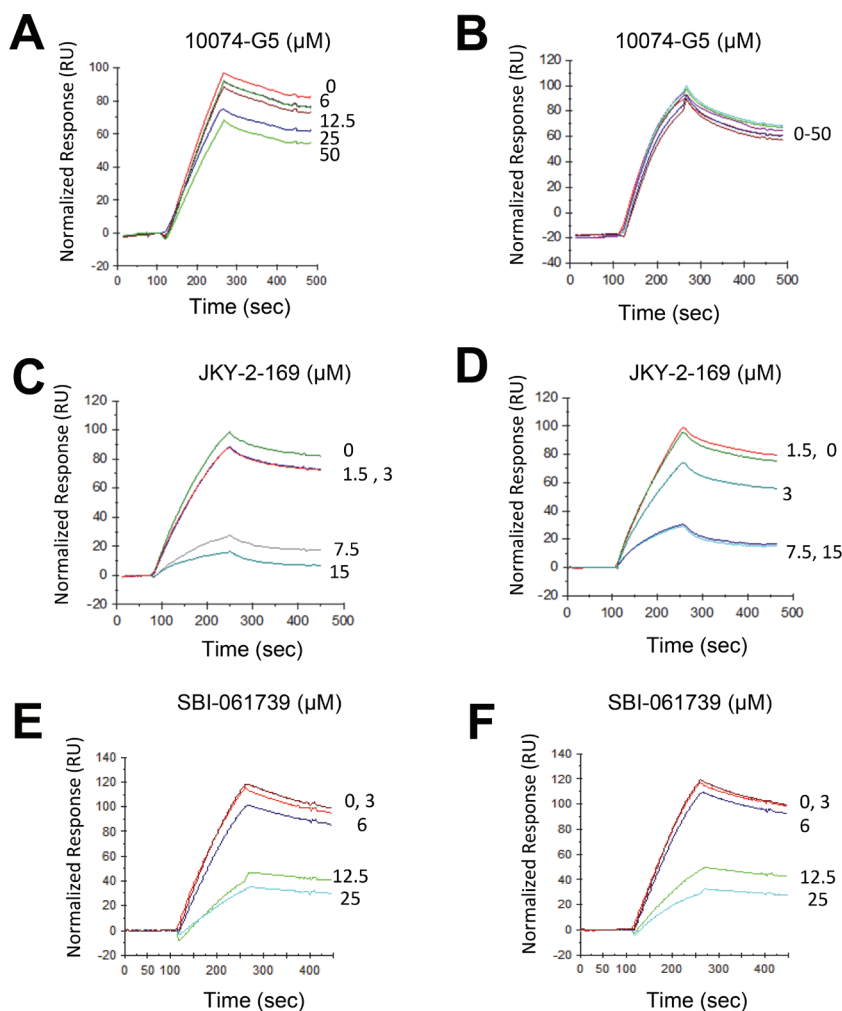 A
10074-G5 (μM)
Normalized Response (RU)
100
80
60
40
20
0
-20
0 100 200 300 400 500
Time (sec)
0
6
12.5
25
50
B
10074-G5 (μM)
Normalized Response (RU)
120
100
80
60
40
20
0
-20
-40
0 100 200 300 400 500
Time (sec)
0-50
C
JKY-2-169 (μM)
Normalized Response (RU)
120
100
80
60
40
20
0
-20
0 100 200 300 400 500
Time (sec)
0
1.5 , 3
7.5
15
D
JKY-2-169 (μM)
Normalized Response (RU)
120
100
80
60
40
20
0
-20
0 100 200 300 400 500
Time (sec)
1.5, 0
3
7.5, 15
E
SBI-061739 (μM)
Normalized Response (RU)
140
120
100
80
60
40
20
0
-20
0 50 100 200 300 400
Time (sec)
0, 3
6
12.5
25
F
SBI-061739 (μM)
Normalized Response (RU)
140
120
100
80
60
40
20
0
-20
0 50 100 200 300 400
Time (sec)
0, 3
6
12.5
25